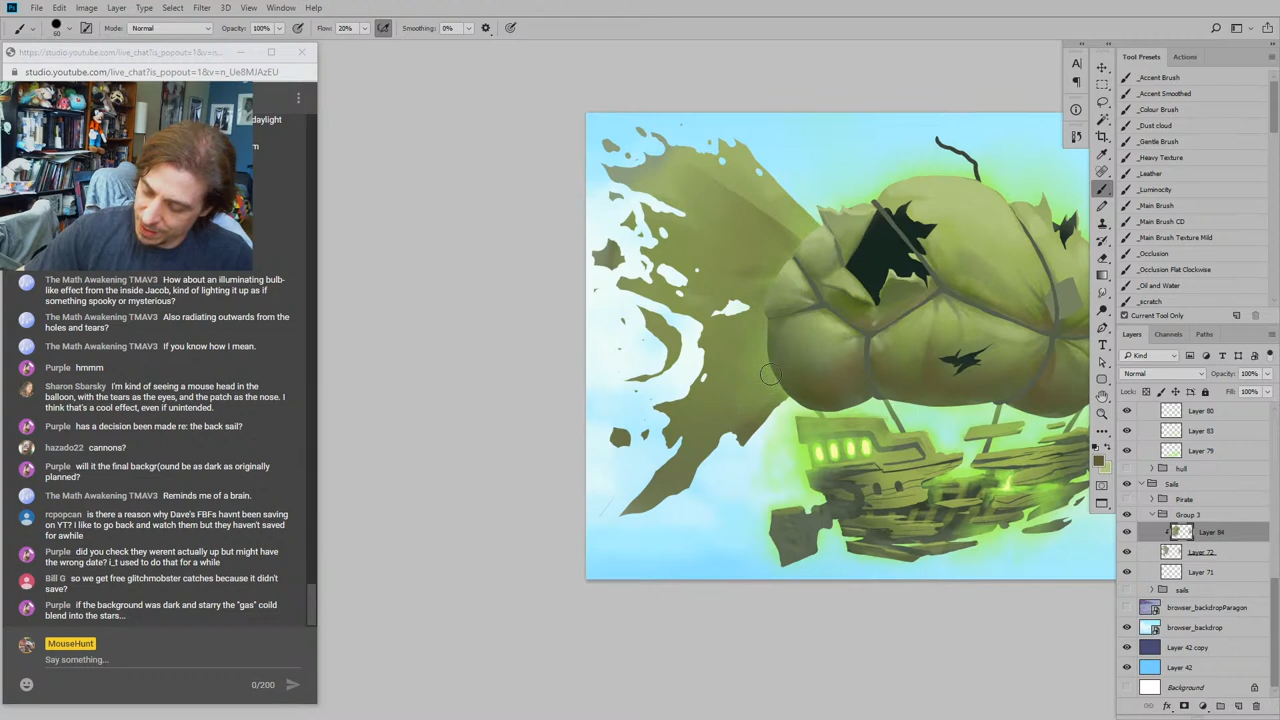 Ps File Edit Image Layer Type Select Filter 3D View Window Help
60 Mode: Normal Opacity: 100% Flow: 20% Smoothing: 0%
https://studio.youtube.com/live_chat?is_popout=1&v=n...
studio.youtube.com/live_chat?is_popout=1&v=n_Ue8MJAzEU
daylight
The Math Awakening TMAV3 How about an illuminating bulb-
like effect from the inside Jacob, kind of lighting it up as if
something spooky or mysterious?
The Math Awakening TMAV3 Also radiating outwards from the
holes and tears?
The Math Awakening TMAV3 If you know how I mean.
Purple hmmm
Sharon Sbarsky I'm kind of seeing a mouse head in the
balloon, with the tears as the eyes, and the patch as the nose. I
think that's a cool effect, even if unintended.
Purple has a decision been made re: the back sail?
hazado22 cannons?
Purple will it the final backgr(ound be as dark as originally
planned?
The Math Awakening TMAV3 Reminds me of a brain.
rcpopcan is there a reason why Dave's FBFs havnt been saving
on YT? I like to go back and watch them but they haven't saved
for awhile
Purple did you check they werent actually up but might have
the wrong date? i_t used to do that for a while
Bill G so we get free glitchmobster catches because it didn't
save?
Purple if the background was dark and starry the "gas" coild
blend into the stars...
MouseHunt
Say something...
0/200
Tool Presets Actions
_Accent Brush
_Accent Smoothed
_Colour Brush
_Dust cloud
_Gentle Brush
_Heavy Texture
_Leather
_Luminocity
_Main Brush
_Main Brush CD
_Main Brush Texture Mild
_Occlusion
_Occlusion Flat Clockwise
_Oil and Water
_scratch
Current Tool Only
Layers Channels Paths
Kind
Normal Opacity: 100%
Lock: Fill: 100%
Layer 80
Layer 83
Layer 79
hull
Sails
Pirate
Group 3
Layer 84
Layer 72
Layer 71
sails
browser_backdropParagon
browser_backdrop
Layer 42 copy
Layer 42
Background